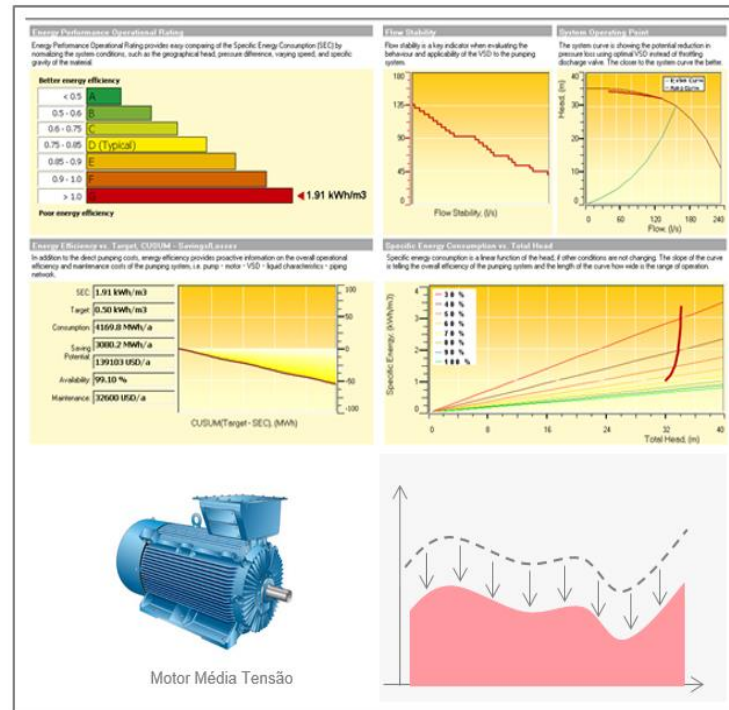 Energy Performance Operational Rating
Energy Performance Operational Rating provides easy comparing of the Specific Energy Consumption (SEC) by
normalizing the system conditions, such as the geographical head, pressure difference, varying speed, and specific
gravity of the material.
Better energy efficiency
< 0.5 A
0.5 - 0.6 B
0.6 - 0.75 C
0.75 - 0.85 D (Typical)
0.85 - 0.9 E
0.9 - 1.0 F
> 1.0 G
1.91 kWh/m3
Poor energy efficiency
Flow Stability
Flow stability is a key indicator when evaluating the
behaviour and applicability of the VSD to the pumping
system.
180
135
90
45
0
Flow Stability, (l/s)
System Operating Point
The system curve is showing the potential reduction in
pressure loss using optimal VSD instead of throttling
discharge valve. The closer to the system curve the better.
Head, (m)
40
30
20
10
0
0 60 120 180 240
Flow, (l/s)
Energy Efficiency vs. Target, CUSUM - Savings/Losses
In addition to the direct pumping costs, energy efficiency provides proactive information on the overall operational
efficiency and maintenance costs of the pumping system, i.e. pump - motor - VSD - liquid characteristics - piping
network.
SEC: 1.91 kWh/m3
Target: 0.50 kWh/m3
Consumption: 4169.8 MWh/a
Saving Potential: 3080.2 MWh/a
139103 USD/a
Availability: 99.10 %
Maintenance: 32600 USD/a
100
50
0
-50
-100
CUSUM(Target - SEC), (MWh)
Specific Energy Consumption vs. Total Head
Specific energy consumption is a linear function of the head, if other conditions are not changing. The slope of the curve
is telling the overall efficiency of the pumping system and the length of the curve how wide is the range of operation.
Specific Energy, (kWh/m3)
4
3
2
1
0
30 %
40 %
50 %
60 %
70 %
80 %
90 %
100 %
0 8 16 24 32 40
Total Head, (m)
Motor Média Tensão